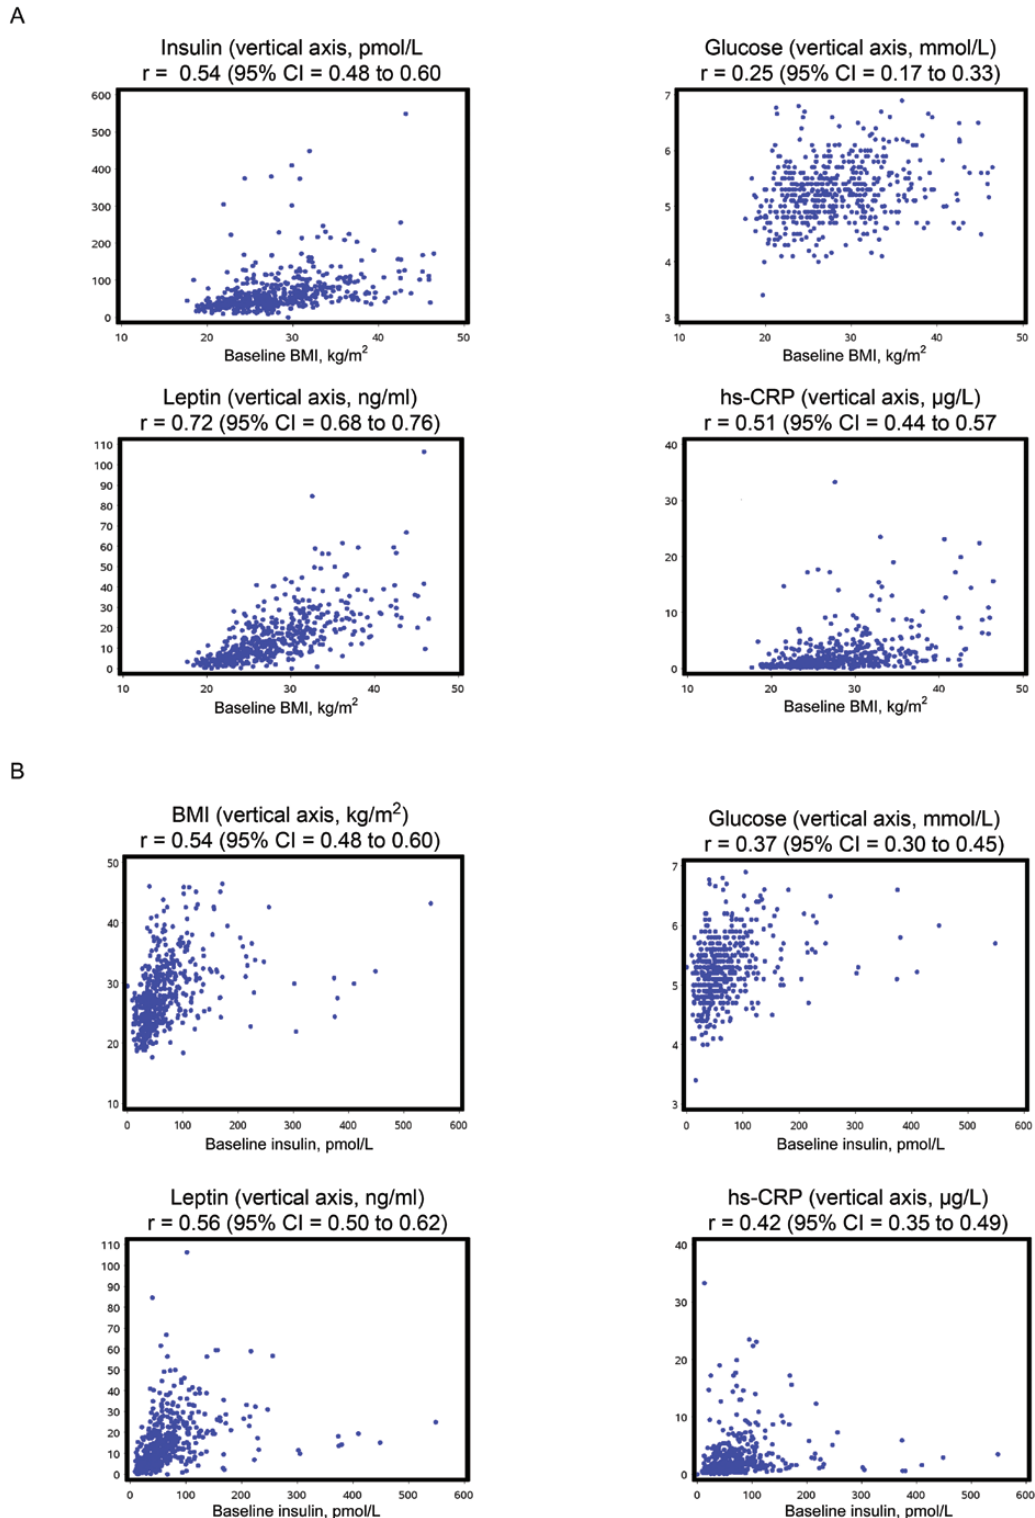 A
Insulin (vertical axis, pmol/L
r = 0.54 (95% CI = 0.48 to 0.60
600
500
400
300
200
100
0
10 20 30 40 50
Baseline BMI, kg/m²
Glucose (vertical axis, mmol/L)
r = 0.25 (95% CI = 0.17 to 0.33)
7
6
5
4
3
10 20 30 40 50
Baseline BMI, kg/m²
Leptin (vertical axis, ng/ml)
r = 0.72 (95% CI = 0.68 to 0.76)
110
100
90
80
70
60
50
40
30
20
10
0
10 20 30 40 50
Baseline BMI, kg/m²
hs-CRP (vertical axis, µg/L)
r = 0.51 (95% CI = 0.44 to 0.57
40
30
20
10
0
10 20 30 40 50
Baseline BMI, kg/m²
B
BMI (vertical axis, kg/m²)
r = 0.54 (95% CI = 0.48 to 0.60)
50
40
30
20
10
0 100 200 300 400 500 600
Baseline insulin, pmol/L
Glucose (vertical axis, mmol/L)
r = 0.37 (95% CI = 0.30 to 0.45)
7
6
5
4
3
0 100 200 300 400 500 600
Baseline insulin, pmol/L
Leptin (vertical axis, ng/ml)
r = 0.56 (95% CI = 0.50 to 0.62)
110
100
90
80
70
60
50
40
30
20
10
0
0 100 200 300 400 500 600
Baseline insulin, pmol/L
hs-CRP (vertical axis, µg/L)
r = 0.42 (95% CI = 0.35 to 0.49)
40
30
20
10
0
0 100 200 300 400 500 600
Baseline insulin, pmol/L